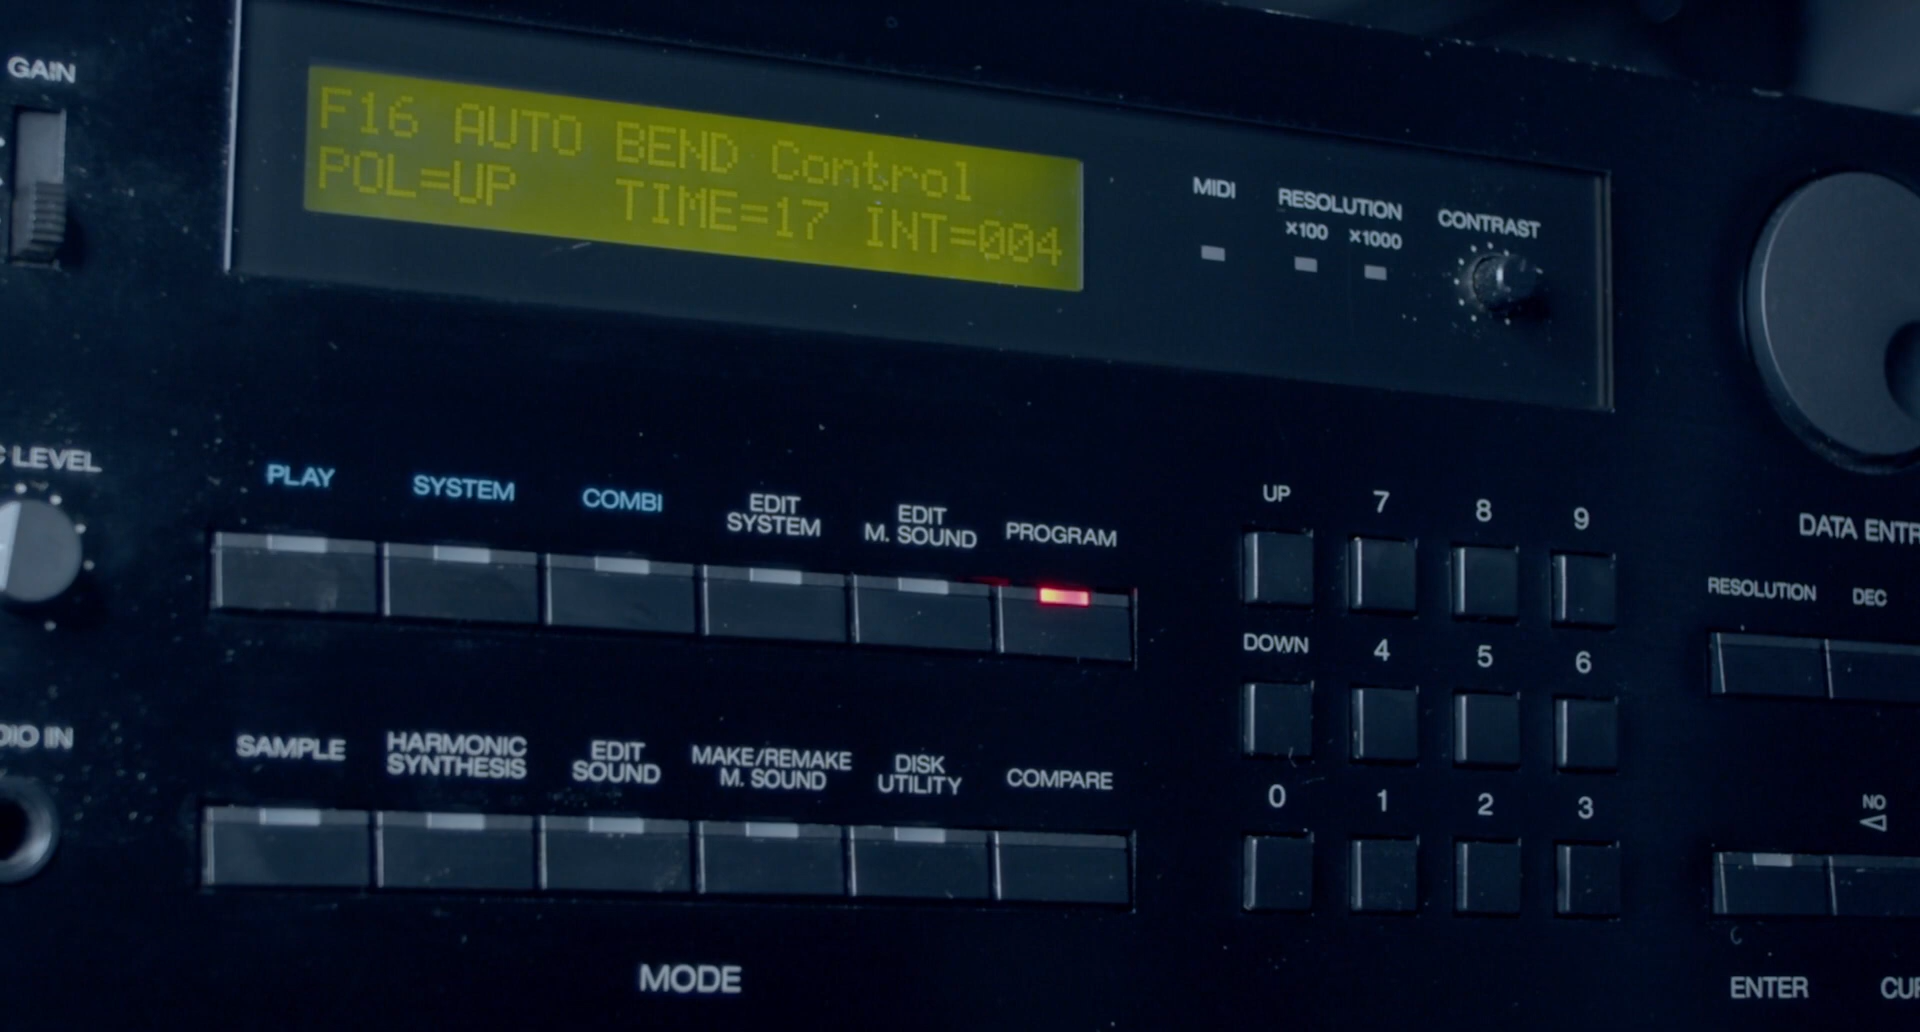 GAIN
F16 AUTO BEND Control
POL=UP TIME=17 INT=004
MIDI
RESOLUTION
×100 ×1000
CONTRAST
LEVEL
PLAY
SYSTEM
COMBI
EDIT
SYSTEM
EDIT
M. SOUND
PROGRAM
UP
7
8
9
DATA
RESOLUTION
DEC
DOWN
4
5
6
IN
SAMPLE
HARMONIC
SYNTHESIS
EDIT
SOUND
MAKE/REMAKE
M. SOUND
DISK
UTILITY
COMPARE
0
1
2
3
NO
MODE
ENTER